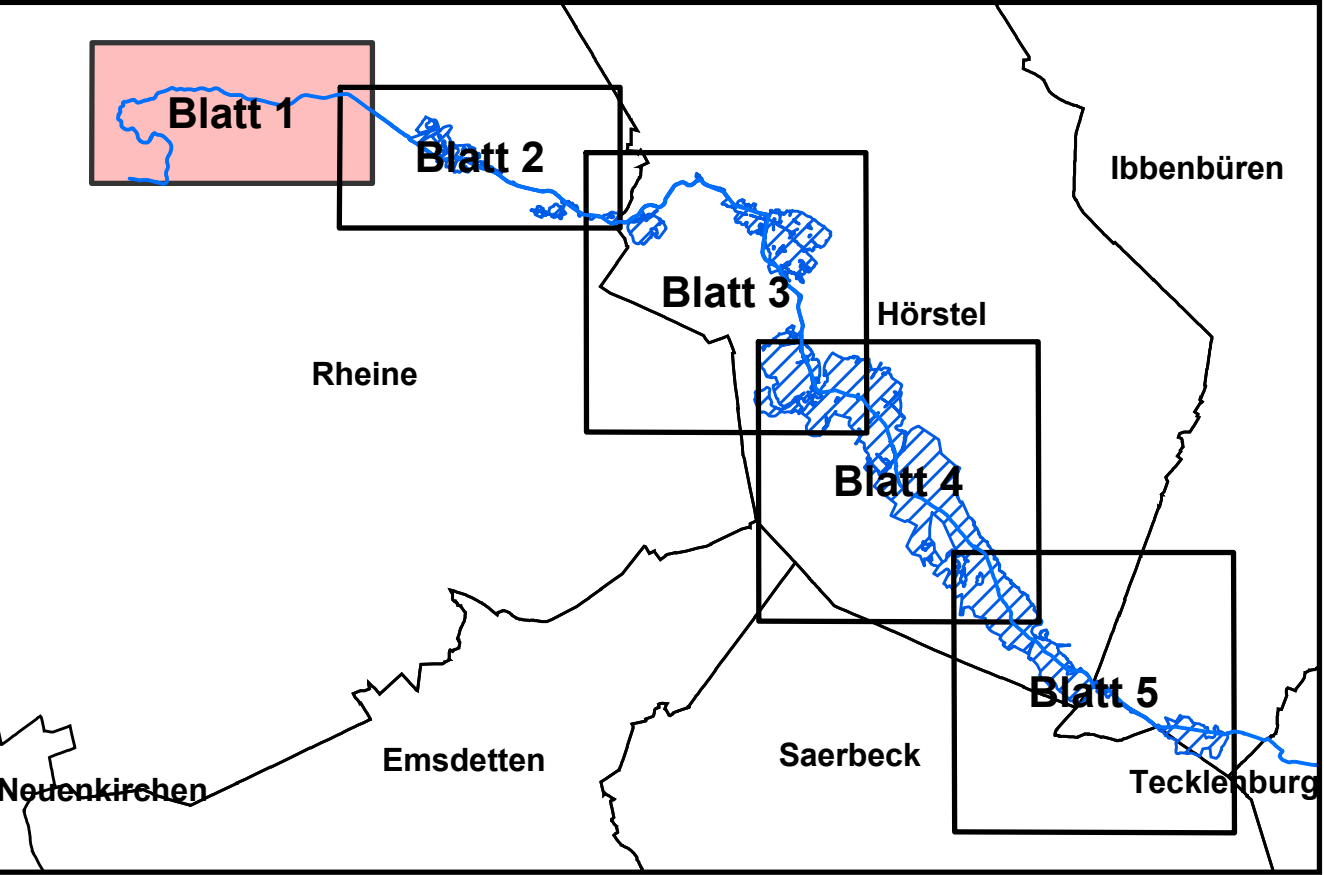 Blatt 1
Blatt 2
Ibbenbüren
Blatt 3
Hörstel
Rheine
Blatt 4
Blatt 5
Saerbeck
Emsdetten
Tecklenburg
Neuenkirchen